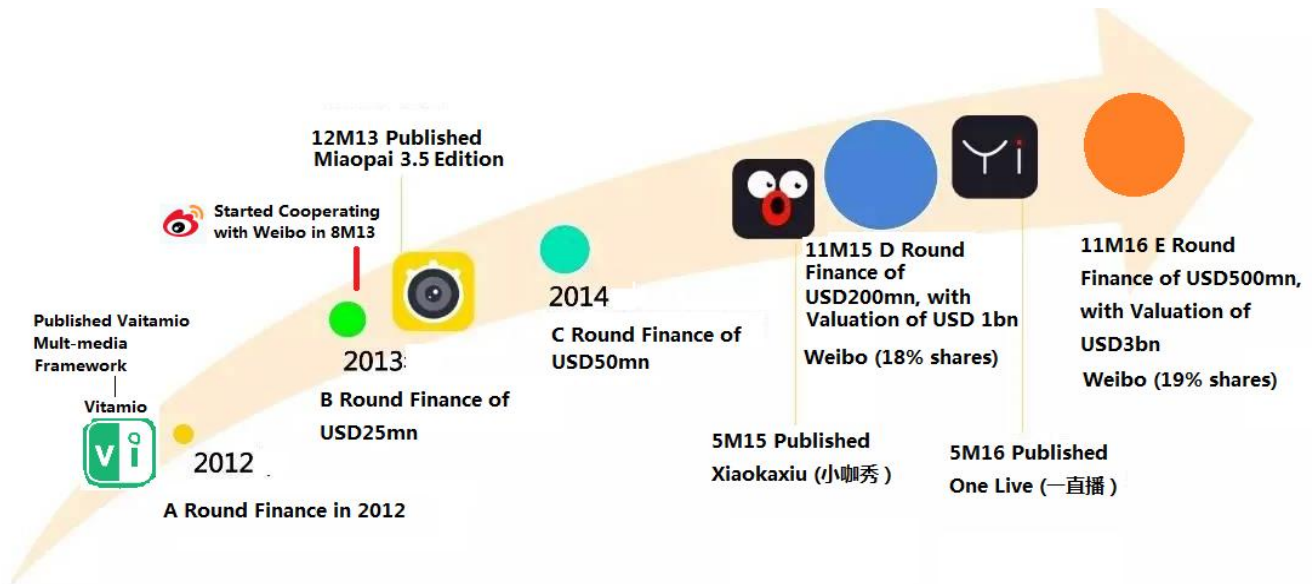 12M13 Published
Miaopai 3.5 Edition
Started Cooperating
with Weibo in 8M13
Published Vaitamio
Mult-media
Framework
Vitamio
vi
2012
A Round Finance in 2012
2013
B Round Finance of
USD25mn
2014
C Round Finance of
USD50mn
5M15 Published
Xiaokaxiu (小咖秀)
11M15 D Round
Finance of
USD200mn, with
Valuation of USD 1bn
Weibo (18% shares)
Yi
5M16 Published
One Live (一直播)
11M16 E Round
Finance of USD500mn,
with Valuation of
USD3bn
Weibo (19% shares)